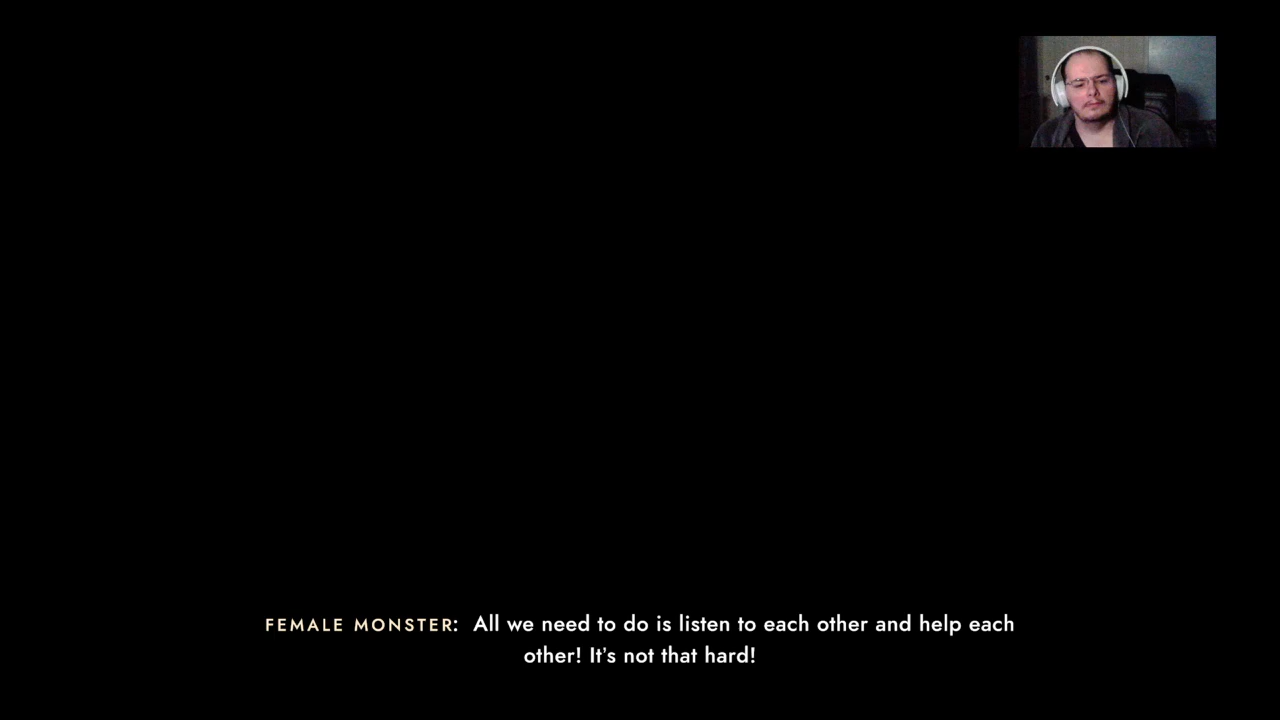 FEMALE MONSTER: All we need to do is listen to each other and help each
other! It's not that hard!